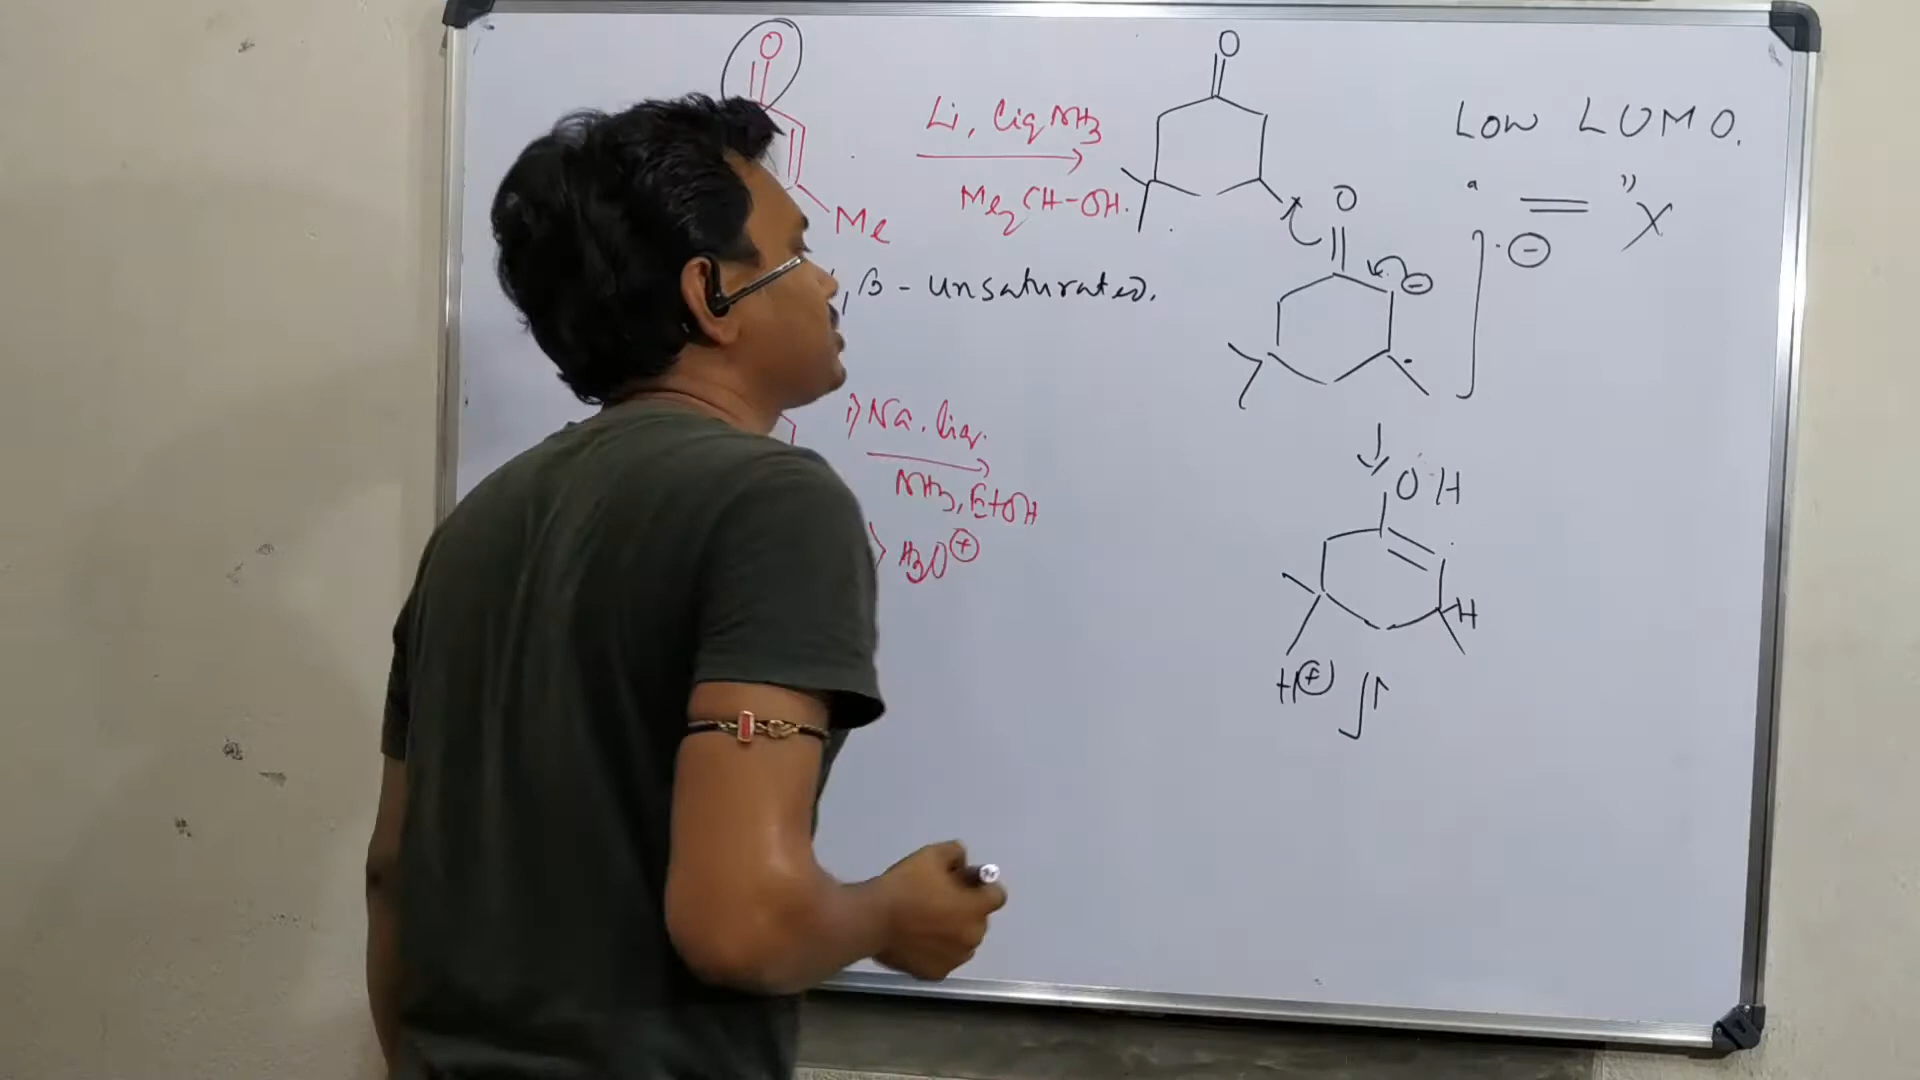 O
Li, liq NH3
Me2CH-OH.
Me
, β - unsaturated.
i) Na. liq.
NH3, EtOH
) H3O⊕
O
O
⊖
LOW LUMO.
" = " X
· ⊖
OH
H
H⊕